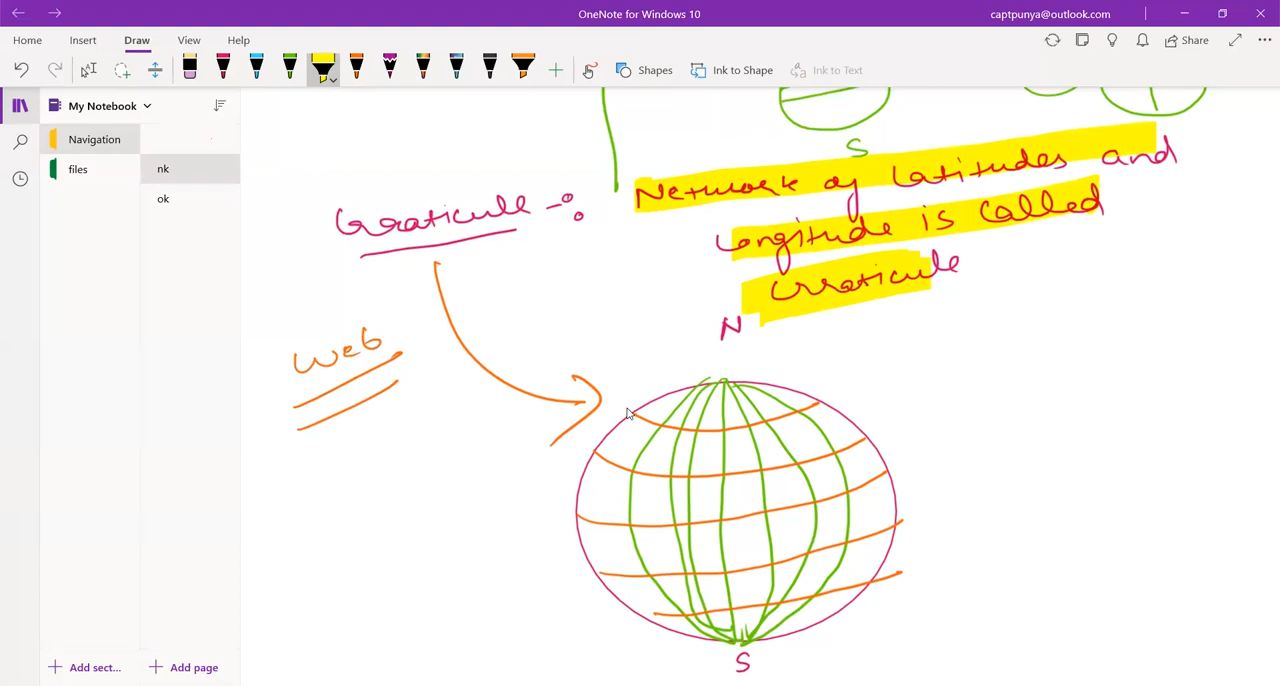 OneNote for Windows 10
captpunya@outlook.com
Home Insert Draw View Help
Share
Shapes Ink to Shape Ink to Text
My Notebook
Navigation
files
nk
ok
S
Network of Latitudes and
Longitude is called
Graticule
Graticule -:
Web
N
S
Add sect... Add page